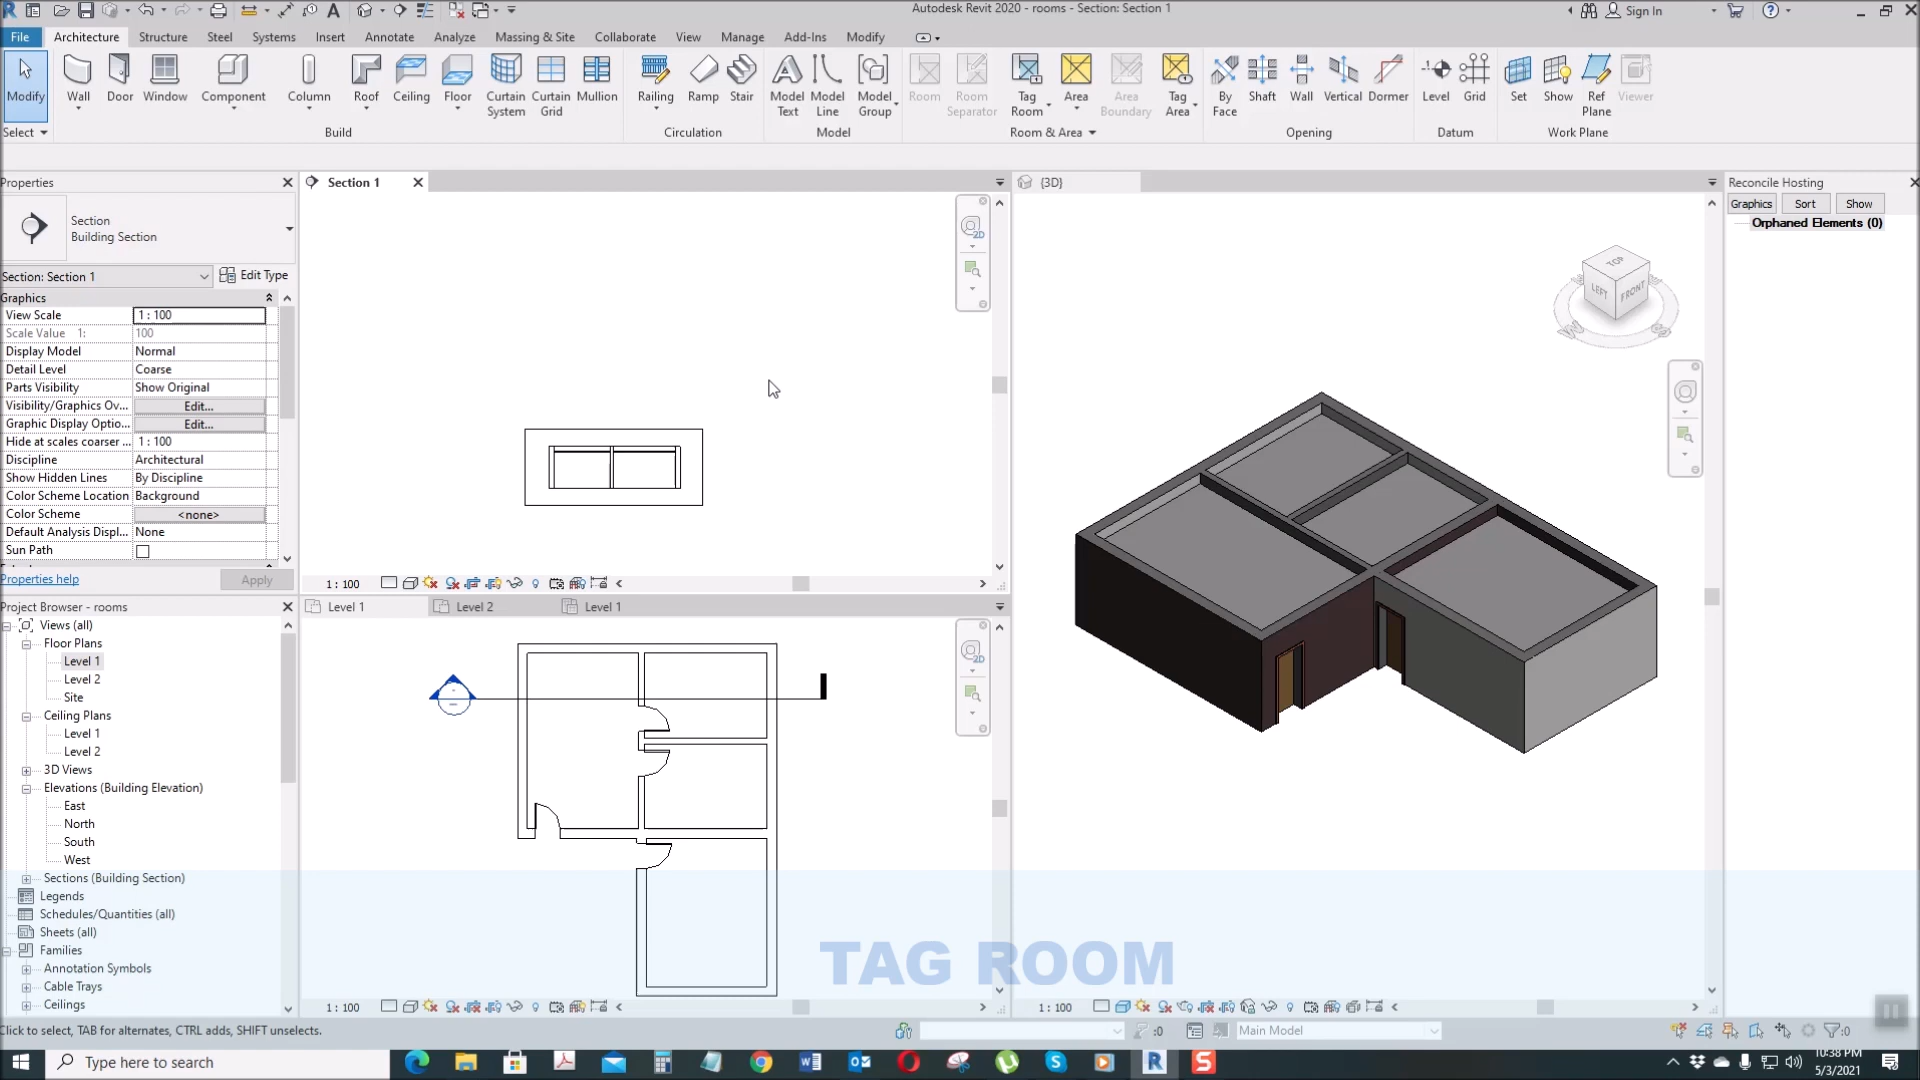 Autodesk Revit 2020 - rooms - Section: Section 1
Sign In
File Architecture Structure Steel Systems Insert Annotate Analyze Massing & Site Collaborate View Manage Add-Ins Modify
Modify Wall Door Window Component Column Roof Ceiling Floor Curtain System Curtain Grid Mullion Railing Ramp Stair Model Text Model Line Model Group Room Room Separator Tag Room Area Area Boundary Tag Area By Face Shaft Wall Vertical Dormer Level Grid Set Show Ref Plane Viewer
Select Build Circulation Model Room & Area Opening Datum Work Plane
Properties
Section
Building Section
Section: Section 1 Edit Type
Graphics
View Scale 1 : 100
Scale Value 1: 100
Display Model Normal
Detail Level Coarse
Parts Visibility Show Original
Visibility/Graphics Ov... Edit...
Graphic Display Optio... Edit...
Hide at scales coarser ... 1 : 100
Discipline Architectural
Show Hidden Lines By Discipline
Color Scheme Location Background
Color Scheme <none>
Default Analysis Displ... None
Sun Path
Properties help Apply
Project Browser - rooms
Views (all)
Floor Plans
Level 1
Level 2
Site
Ceiling Plans
Level 1
Level 2
3D Views
Elevations (Building Elevation)
East
North
South
West
Sections (Building Section)
Legends
Schedules/Quantities (all)
Sheets (all)
Families
Annotation Symbols
Cable Trays
Ceilings
Section 1
2D
1 : 100
Level 1 Level 2 Level 1
2D
1 : 100
{3D}
TOP
LEFT
FRONT
W
S
1 : 100
Reconcile Hosting
Graphics Sort Show
Orphaned Elements (0)
TAG ROOM
Click to select, TAB for alternates, CTRL adds, SHIFT unselects.
:0
Main Model
:0
Type here to search
10:38 PM
5/3/2021